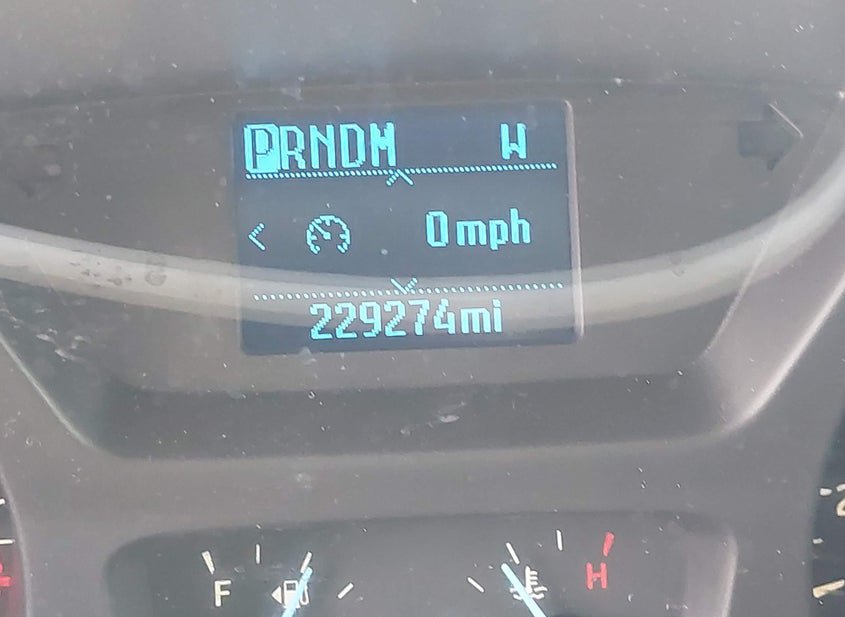 PRNDM W
0mph
229274mi
F H